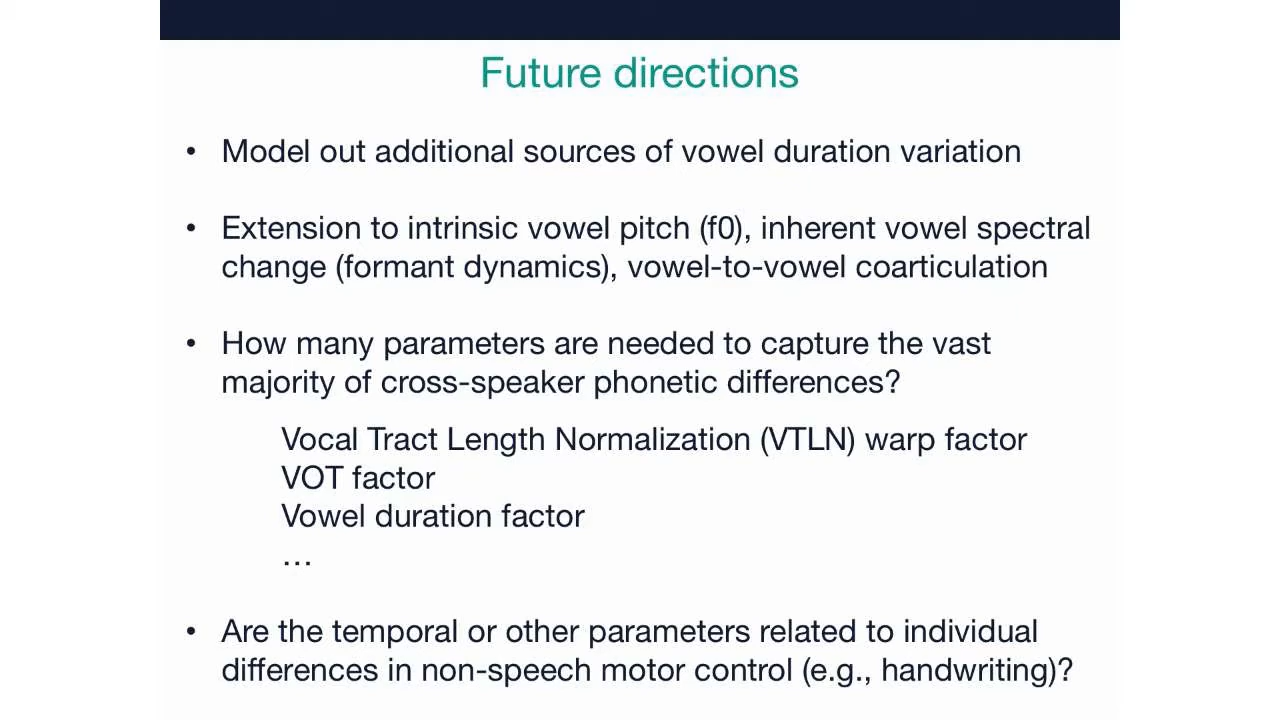 Future directions
• Model out additional sources of vowel duration variation
• Extension to intrinsic vowel pitch (f0), inherent vowel spectral
change (formant dynamics), vowel-to-vowel coarticulation
• How many parameters are needed to capture the vast
majority of cross-speaker phonetic differences?
Vocal Tract Length Normalization (VTLN) warp factor
VOT factor
Vowel duration factor
…
• Are the temporal or other parameters related to individual
differences in non-speech motor control (e.g., handwriting)?